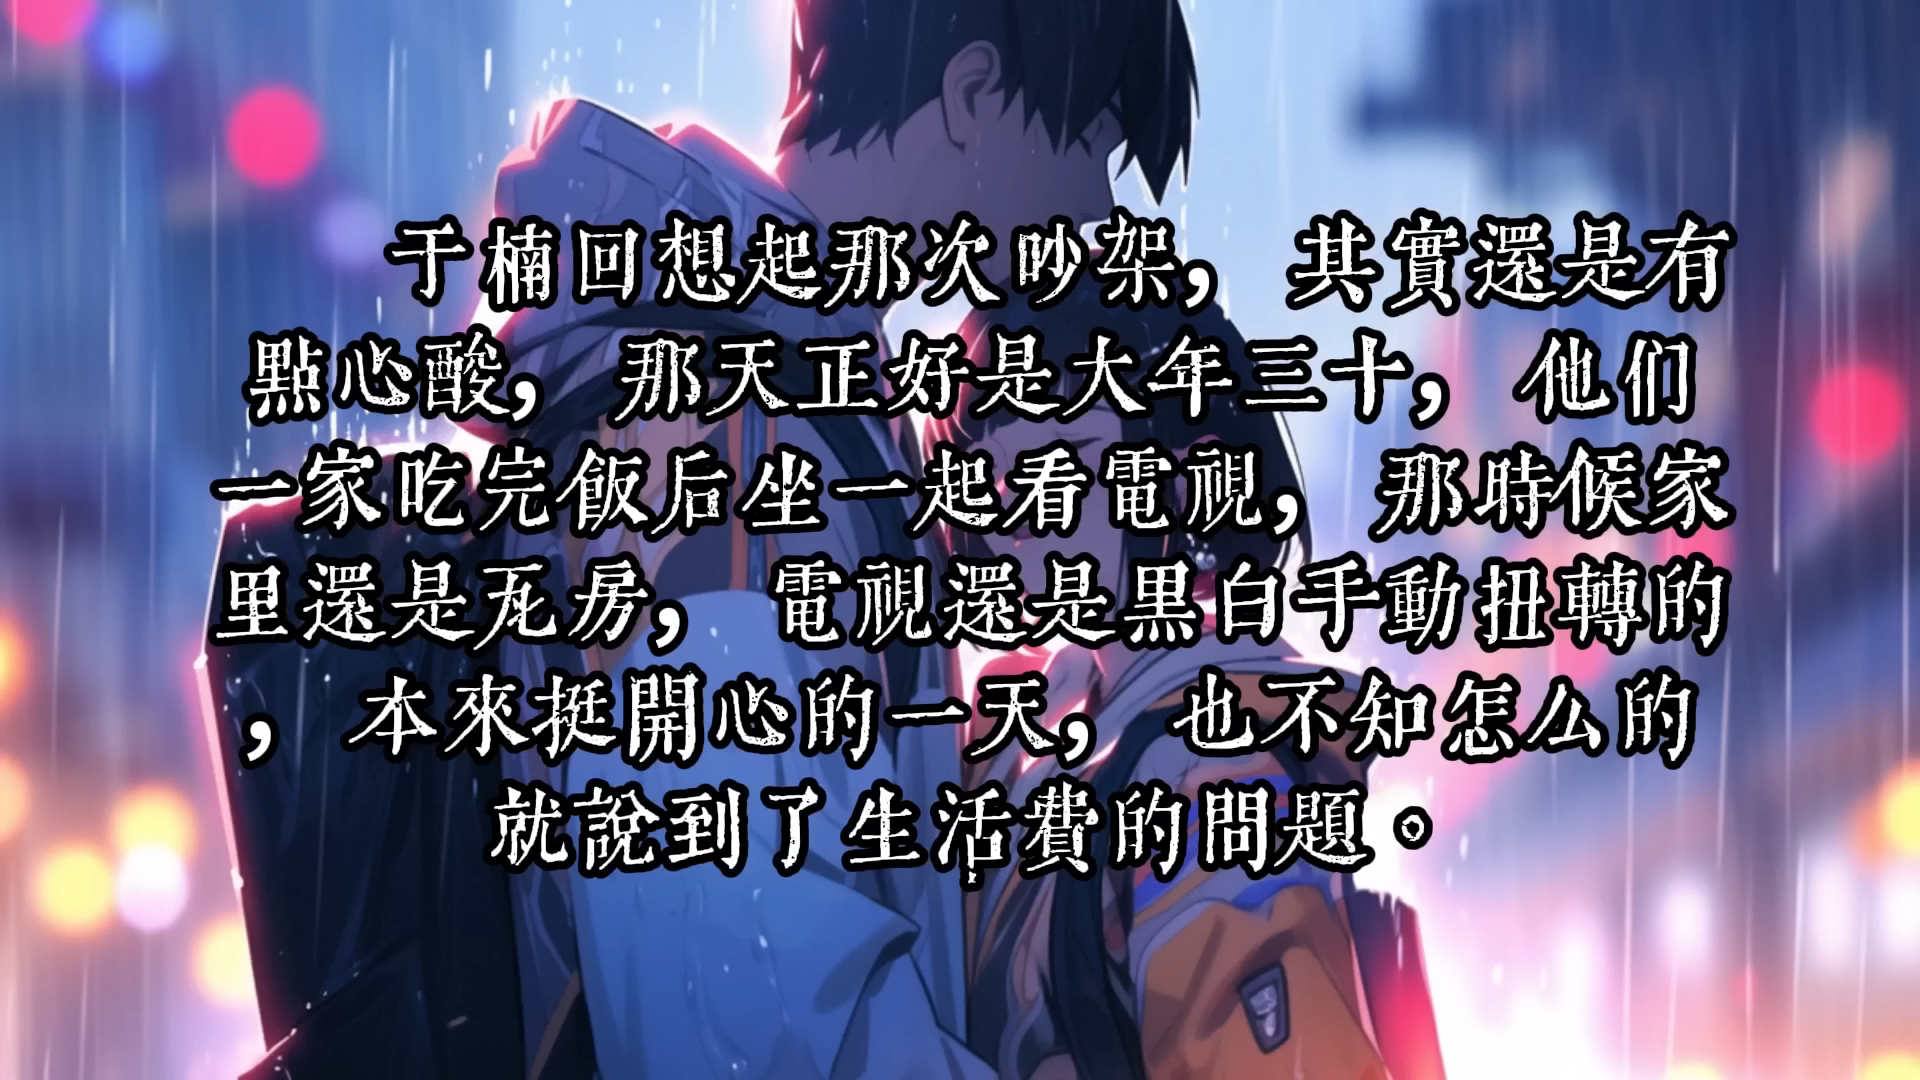 于楠回想起那次吵架，其實還是有
點心酸，那天正好是大年三十，他们
一家吃完飯后坐一起看電視，那時候家
里還是瓦房，電視還是黑白手動扭轉的
，本來挺開心的一天，也不知怎么的
就說到了生活費的問題。